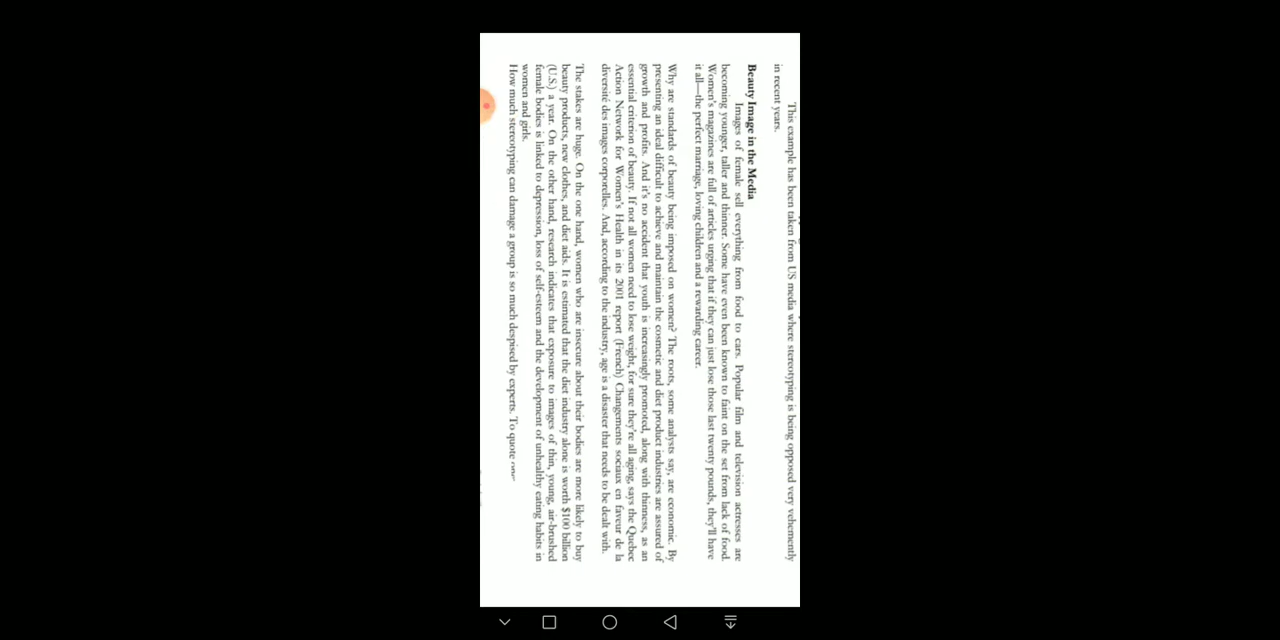 This example has been taken from US media where stereotyping is being opposed very vehemently
in recent years.
Beauty Image in the Media
Images of female sell everything from food to cars. Popular film and television actresses are
becoming younger, taller and thinner. Some have even been known to faint on the set from lack of food.
Women's magazines are full of articles urging that if they can just lose those last twenty pounds, they'll have
it all—the perfect marriage, loving children and a rewarding career.
Why are standards of beauty being imposed on women? The roots, some analysts say, are economic. By
presenting an ideal difficult to achieve and maintain the cosmetic and diet product industries are assured of
growth and profits. And it's no accident that youth is increasingly promoted, along with thinness, as an
essential criterion of beauty. If not all women need to lose weight, for sure they're all aging, says the Quebec
Action Network for Women's Health in its 2001 report (French) Changements sociaux en faveur de la
diversité des images corporelles. And, according to the industry, age is a disaster that needs to be dealt with.
The stakes are huge. On the one hand, women who are insecure about their bodies are more likely to buy
beauty products, new clothes, and diet aids. It is estimated that the diet industry alone is worth $100 billion
(U.S.) a year. On the other hand, research indicates that exposure to images of thin, young, air-brushed
female bodies is linked to depression, loss of self-esteem and the development of unhealthy eating habits in
women and girls.
How much stereotyping can damage a group is so much despised by experts. To quote